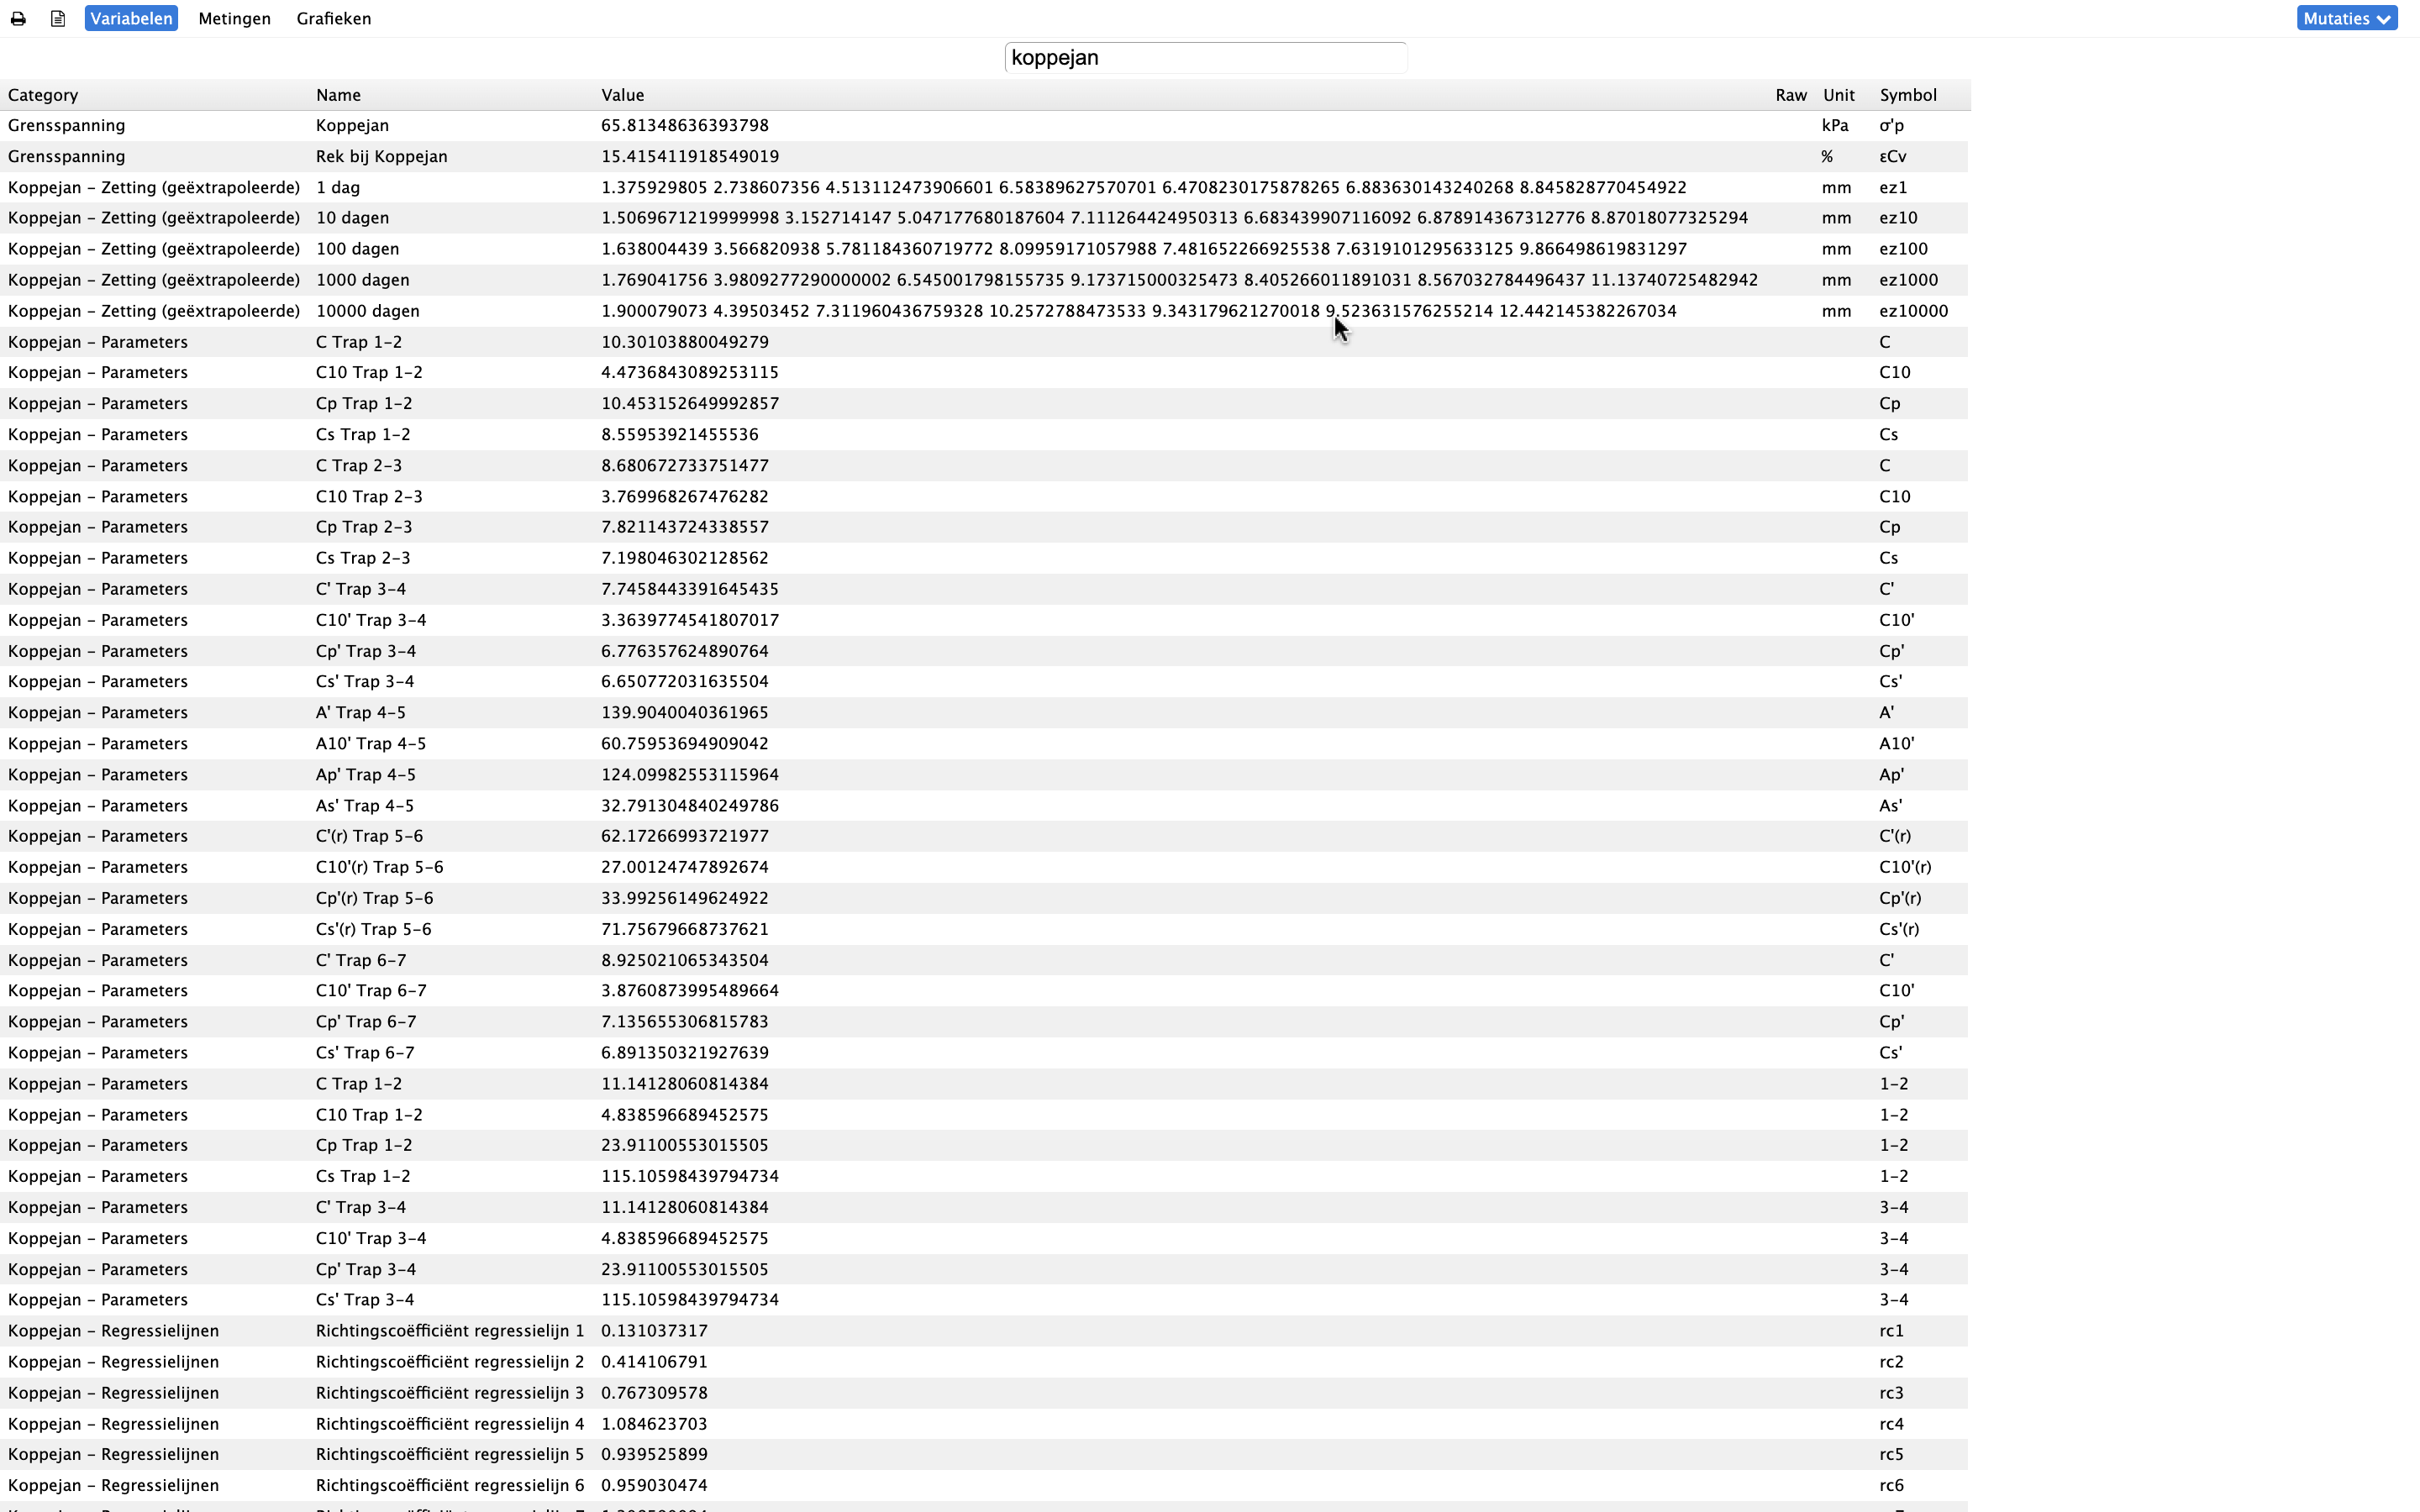 Variabelen Metingen Grafieken Mutaties
koppejan
Category Name Value Raw Unit Symbol
Grensspanning Koppejan 65.81348636393798 kPa σ'p
Grensspanning Rek bij Koppejan 15.415411918549019 % εCv
Koppejan – Zetting (geëxtrapoleerde) 1 dag 1.375929805 2.738607356 4.513112473906601 6.58389627570701 6.4708230175878265 6.883630143240268 8.845828770454922 mm ez1
Koppejan – Zetting (geëxtrapoleerde) 10 dagen 1.5069671219999998 3.152714147 5.047177680187604 7.111264424950313 6.683439907116092 6.878914367312776 8.87018077325294 mm ez10
Koppejan – Zetting (geëxtrapoleerde) 100 dagen 1.638004439 3.566820938 5.781184360719772 8.09959171057988 7.481652266925538 7.6319101295633125 9.866498619831297 mm ez100
Koppejan – Zetting (geëxtrapoleerde) 1000 dagen 1.769041756 3.9809277290000002 6.545001798155735 9.173715000325473 8.405266011891031 8.567032784496437 11.13740725482942 mm ez1000
Koppejan – Zetting (geëxtrapoleerde) 10000 dagen 1.900079073 4.39503452 7.311960436759328 10.2572788473533 9.343179621270018 9.523631576255214 12.442145382267034 mm ez10000
Koppejan – Parameters C Trap 1–2 10.30103880049279 C
Koppejan – Parameters C10 Trap 1–2 4.4736843089253115 C10
Koppejan – Parameters Cp Trap 1–2 10.453152649992857 Cp
Koppejan – Parameters Cs Trap 1–2 8.55953921455536 Cs
Koppejan – Parameters C Trap 2–3 8.680672733751477 C
Koppejan – Parameters C10 Trap 2–3 3.769968267476282 C10
Koppejan – Parameters Cp Trap 2–3 7.821143724338557 Cp
Koppejan – Parameters Cs Trap 2–3 7.198046302128562 Cs
Koppejan – Parameters C' Trap 3–4 7.7458443391645435 C'
Koppejan – Parameters C10' Trap 3–4 3.3639774541807017 C10'
Koppejan – Parameters Cp' Trap 3–4 6.776357624890764 Cp'
Koppejan – Parameters Cs' Trap 3–4 6.650772031635504 Cs'
Koppejan – Parameters A' Trap 4–5 139.9040040361965 A'
Koppejan – Parameters A10' Trap 4–5 60.75953694909042 A10'
Koppejan – Parameters Ap' Trap 4–5 124.09982553115964 Ap'
Koppejan – Parameters As' Trap 4–5 32.791304840249786 As'
Koppejan – Parameters C'(r) Trap 5–6 62.17266993721977 C'(r)
Koppejan – Parameters C10'(r) Trap 5–6 27.00124747892674 C10'(r)
Koppejan – Parameters Cp'(r) Trap 5–6 33.99256149624922 Cp'(r)
Koppejan – Parameters Cs'(r) Trap 5–6 71.75679668737621 Cs'(r)
Koppejan – Parameters C' Trap 6–7 8.925021065343504 C'
Koppejan – Parameters C10' Trap 6–7 3.8760873995489664 C10'
Koppejan – Parameters Cp' Trap 6–7 7.135655306815783 Cp'
Koppejan – Parameters Cs' Trap 6–7 6.891350321927639 Cs'
Koppejan – Parameters C Trap 1–2 11.14128060814384 1–2
Koppejan – Parameters C10 Trap 1–2 4.838596689452575 1–2
Koppejan – Parameters Cp Trap 1–2 23.91100553015505 1–2
Koppejan – Parameters Cs Trap 1–2 115.10598439794734 1–2
Koppejan – Parameters C' Trap 3–4 11.14128060814384 3–4
Koppejan – Parameters C10' Trap 3–4 4.838596689452575 3–4
Koppejan – Parameters Cp' Trap 3–4 23.91100553015505 3–4
Koppejan – Parameters Cs' Trap 3–4 115.10598439794734 3–4
Koppejan – Regressielijnen Richtingscoëfficiënt regressielijn 1 0.131037317 rc1
Koppejan – Regressielijnen Richtingscoëfficiënt regressielijn 2 0.414106791 rc2
Koppejan – Regressielijnen Richtingscoëfficiënt regressielijn 3 0.767309578 rc3
Koppejan – Regressielijnen Richtingscoëfficiënt regressielijn 4 1.084623703 rc4
Koppejan – Regressielijnen Richtingscoëfficiënt regressielijn 5 0.939525899 rc5
Koppejan – Regressielijnen Richtingscoëfficiënt regressielijn 6 0.959030474 rc6